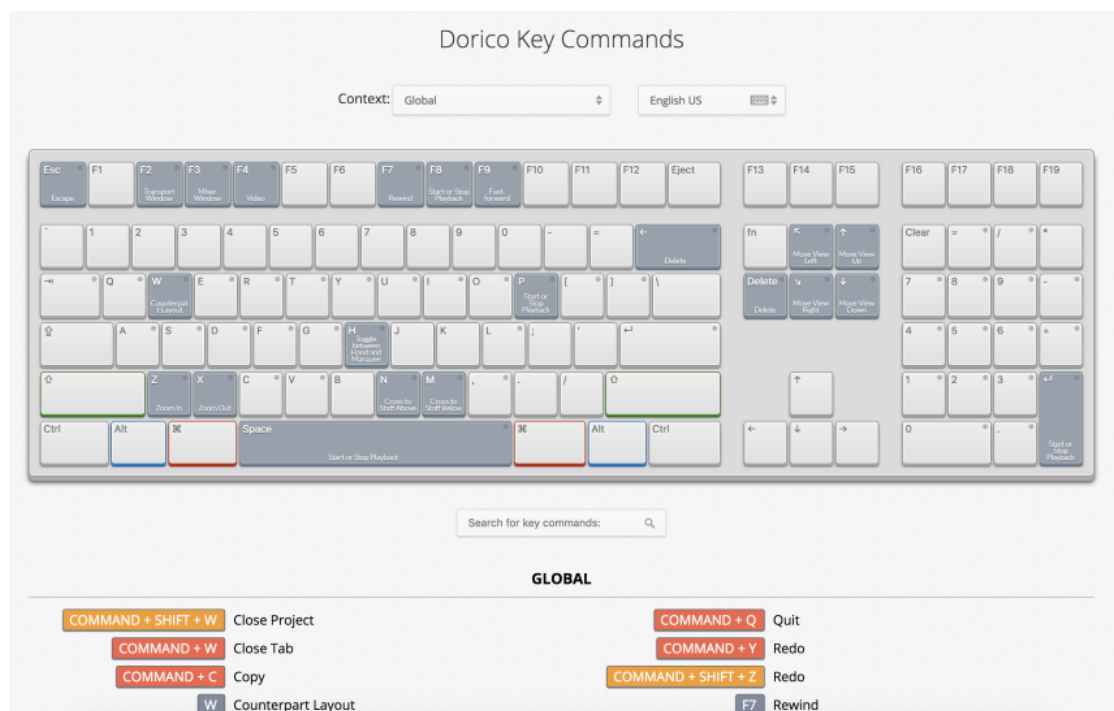 Dorico Key Commands
Context: Global English US
Esc F1 F2 F3 F4 F5 F6 F7 F8 F9 F10 F11 F12 Eject F13 F14 F15 F16 F17 F18 F19
Escape Transport Window Mixer Window Video Rewind Start or Stop Playback Fast forward
` 1 2 3 4 5 6 7 8 9 0 - = ← fn ↖ ↑ Clear = / *
Delete Move View Left Move View Up
⇥ Q W E R T Y U I O P [ ] \ Delete ↘ ↓ 7 8 9 -
Counterpart Layout Start or Stop Playback Delete Move View Right Move View Down
⇪ A S D F G H J K L ; ' ↵ 4 5 6 +
Toggle between Hand and Marquee
⇧ Z X C V B N M , . / ⇧ ↑ 1 2 3 ↵
Zoom In Zoom Out Cross to Staff Above Cross to Staff Below
Ctrl Alt ⌘ Space ⌘ Alt Ctrl ← ↓ → 0 .
Start or Stop Playback Start or Stop Playback
Search for key commands:
GLOBAL
COMMAND + SHIFT + W Close Project COMMAND + Q Quit
COMMAND + W Close Tab COMMAND + Y Redo
COMMAND + C Copy COMMAND + SHIFT + Z Redo
W Counterpart Layout F7 Rewind